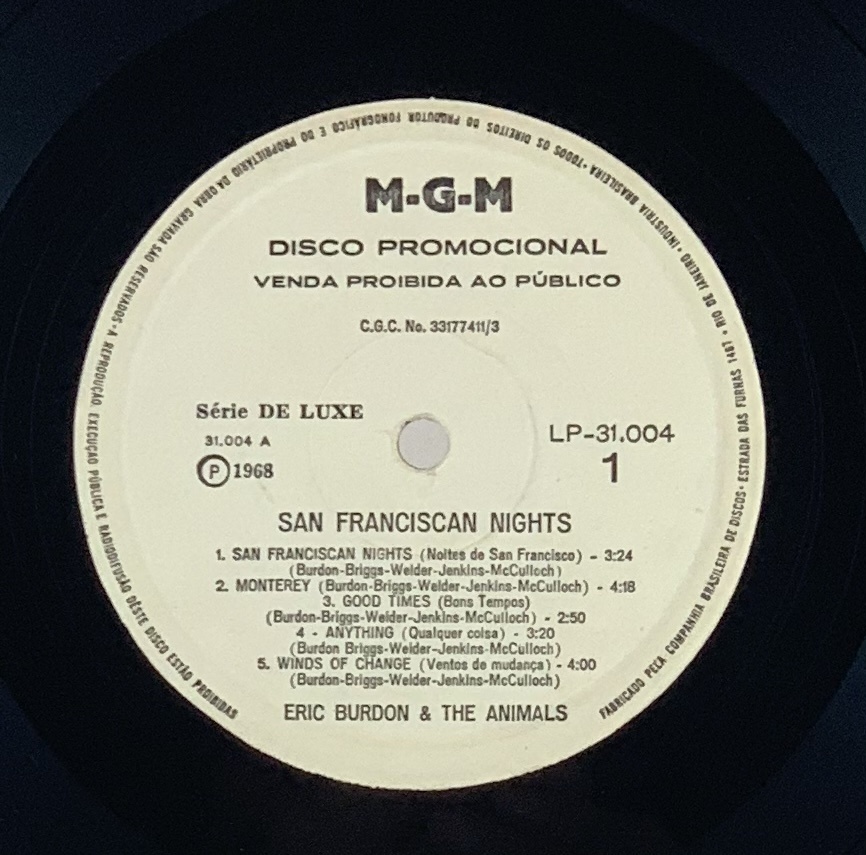 M-G-M
DISCO PROMOCIONAL
VENDA PROIBIDA AO PÚBLICO
C.G.C. No. 33177411/3
Série DE LUXE
31.004 A
Ⓟ 1968
LP-31.004
1
SAN FRANCISCAN NIGHTS
1. SAN FRANCISCAN NIGHTS (Noites de San Francisco) - 3:24
(Burdon-Briggs-Weider-Jenkins-McCulloch)
2. MONTEREY (Burdon-Briggs-Weider-Jenkins-McCulloch) - 4:18
3. GOOD TIMES (Bons Tempos)
(Burdon-Briggs-Weider-Jenkins-McCulloch) - 2:50
4 - ANYTHING (Qualquer coisa) - 3:20
(Burdon Briggs-Weider-Jenkins-McCulloch)
5. WINDS OF CHANGE (Ventos de mudança) - 4:00
(Burdon-Briggs-Weider-Jenkins-McCulloch)
ERIC BURDON & THE ANIMALS
FABRICADO PELA COMPANHIA BRASILEIRA DE DISCOS • ESTRADA DAS FURNAS 1467 • RIO DE JANEIRO • INDUSTRIA BRASILEIRA • TODOS OS DIREITOS DO PRODUTOR FONOGRÁFICO E DO PROPRIETÁRIO DA OBRA GRAVADA SÃO RESERVADOS • A REPRODUÇÃO, EXECUÇÃO PÚBLICA E RADIODIFUSÃO DÊSTE DISCO ESTÃO PROIBIDAS